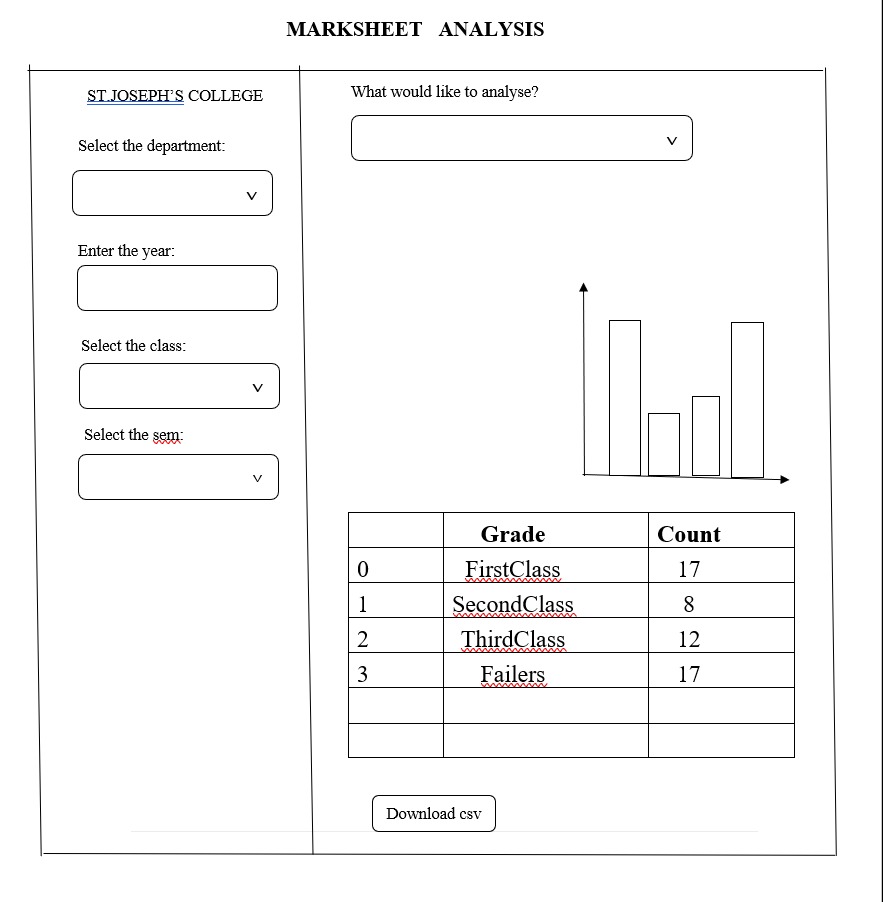 MARKSHEET ANALYSIS
ST.JOSEPH'S COLLEGE
Select the department:
v
Enter the year:
Select the class:
v
Select the sem:
v
What would like to analyse?
v
Grade Count
0 FirstClass 17
1 SecondClass 8
2 ThirdClass 12
3 Failers 17
Download csv